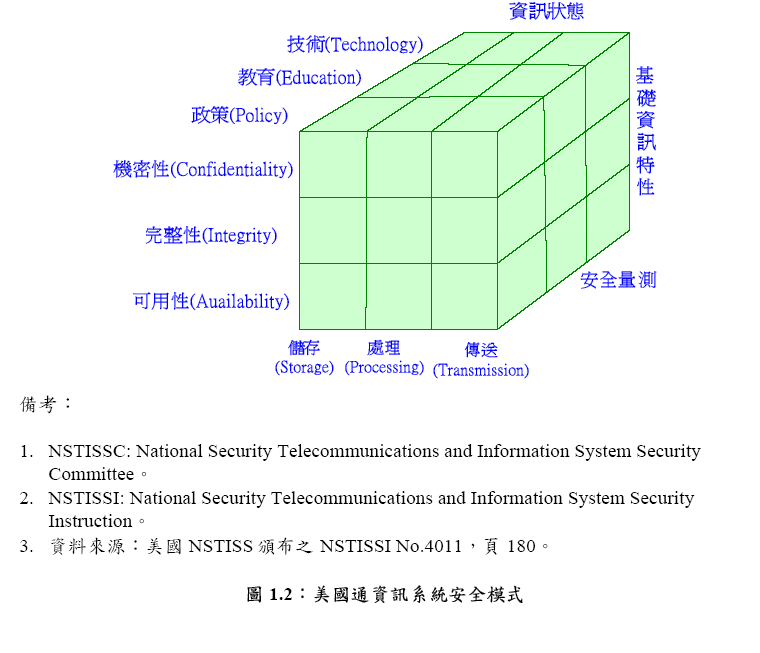 資訊狀態
技術(Technology)
教育(Education)
政策(Policy)
基礎資訊特性
機密性(Confidentiality)
完整性(Integrity)
可用性(Auailability)
安全量測
儲存 處理 傳送
(Storage) (Processing) (Transmission)
備考：
1. NSTISSC: National Security Telecommunications and Information System Security
Committee。
2. NSTISSI: National Security Telecommunications and Information System Security
Instruction。
3. 資料來源：美國 NSTISS 頒布之 NSTISSI No.4011，頁 180。
圖 1.2：美國通資訊系統安全模式